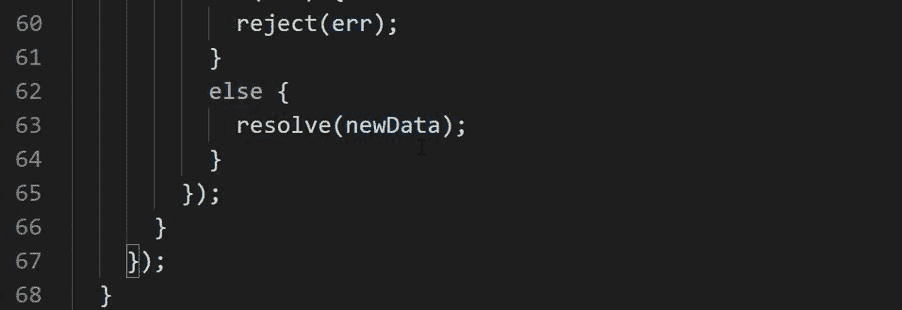 60 reject(err);
61 }
62 else {
63 resolve(newData);
64 }
65 });
66 }
67 });
68 }